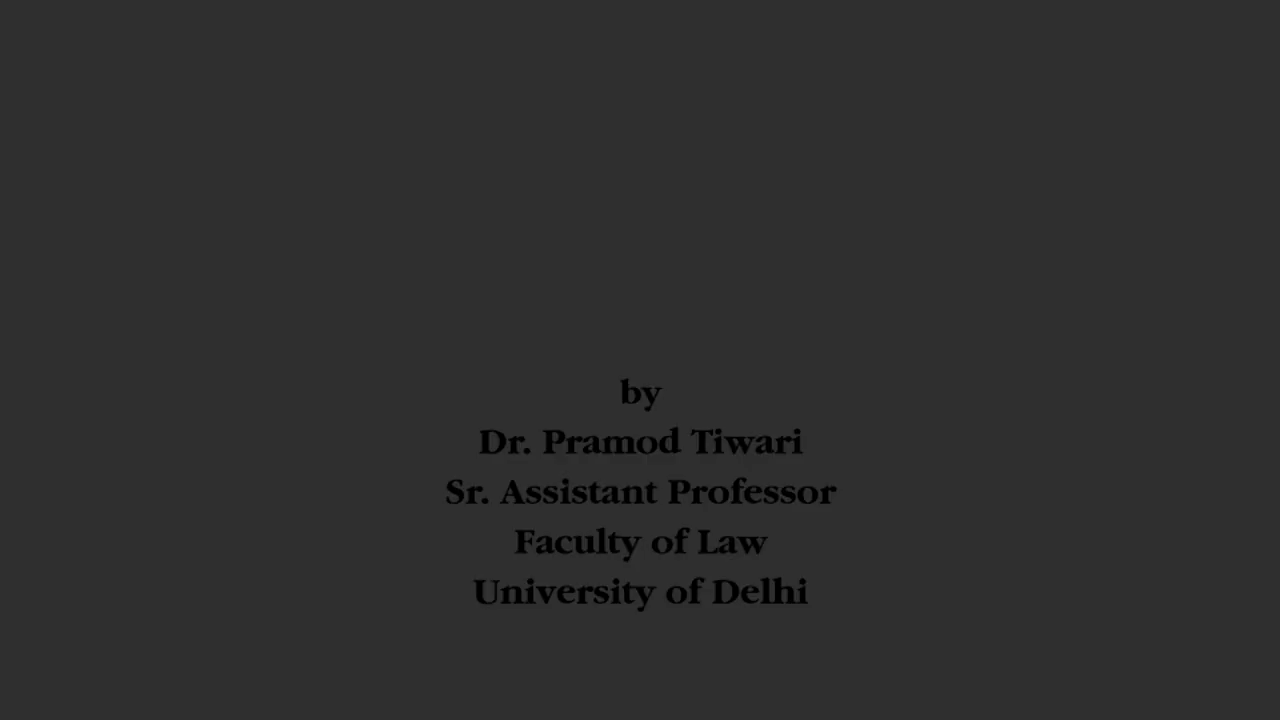 by
Dr. Pramod Tiwari
Sr. Assistant Professor
Faculty of Law
University of Delhi